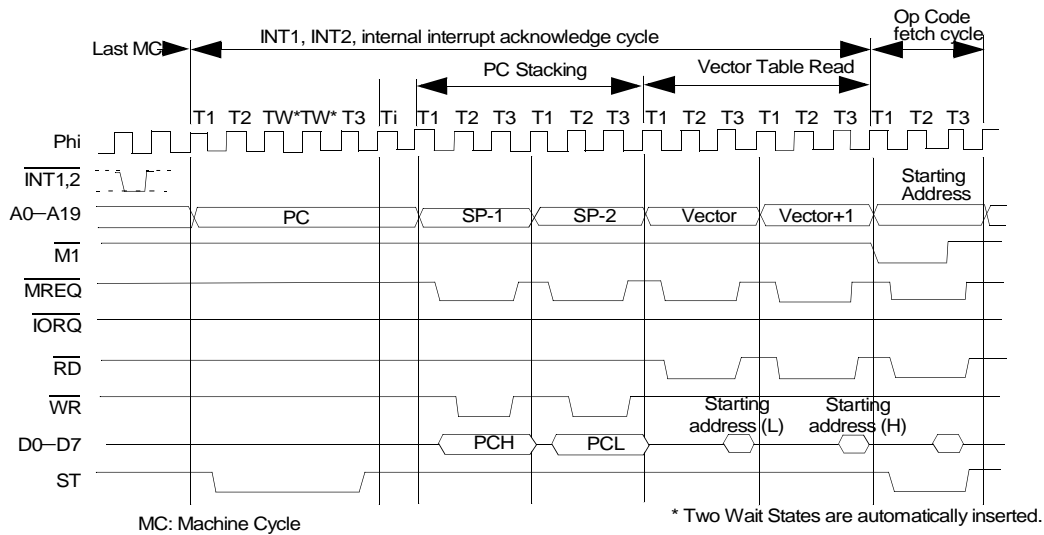 Op Code
fetch cycle
Last MC
INT1, INT2, internal interrupt acknowledge cycle
PC Stacking
Vector Table Read
T1 T2 TW*TW* T3 Ti T1 T2 T3 T1 T2 T3 T1 T2 T3 T1 T2 T3 T1 T2 T3
Phi
INT1,2
Starting
Address
A0—A19 PC SP-1 SP-2 Vector Vector+1
M1
MREQ
IORQ
RD
WR
Starting
address (L)
Starting
address (H)
D0—D7 PCH PCL
ST
MC: Machine Cycle
* Two Wait States are automatically inserted.